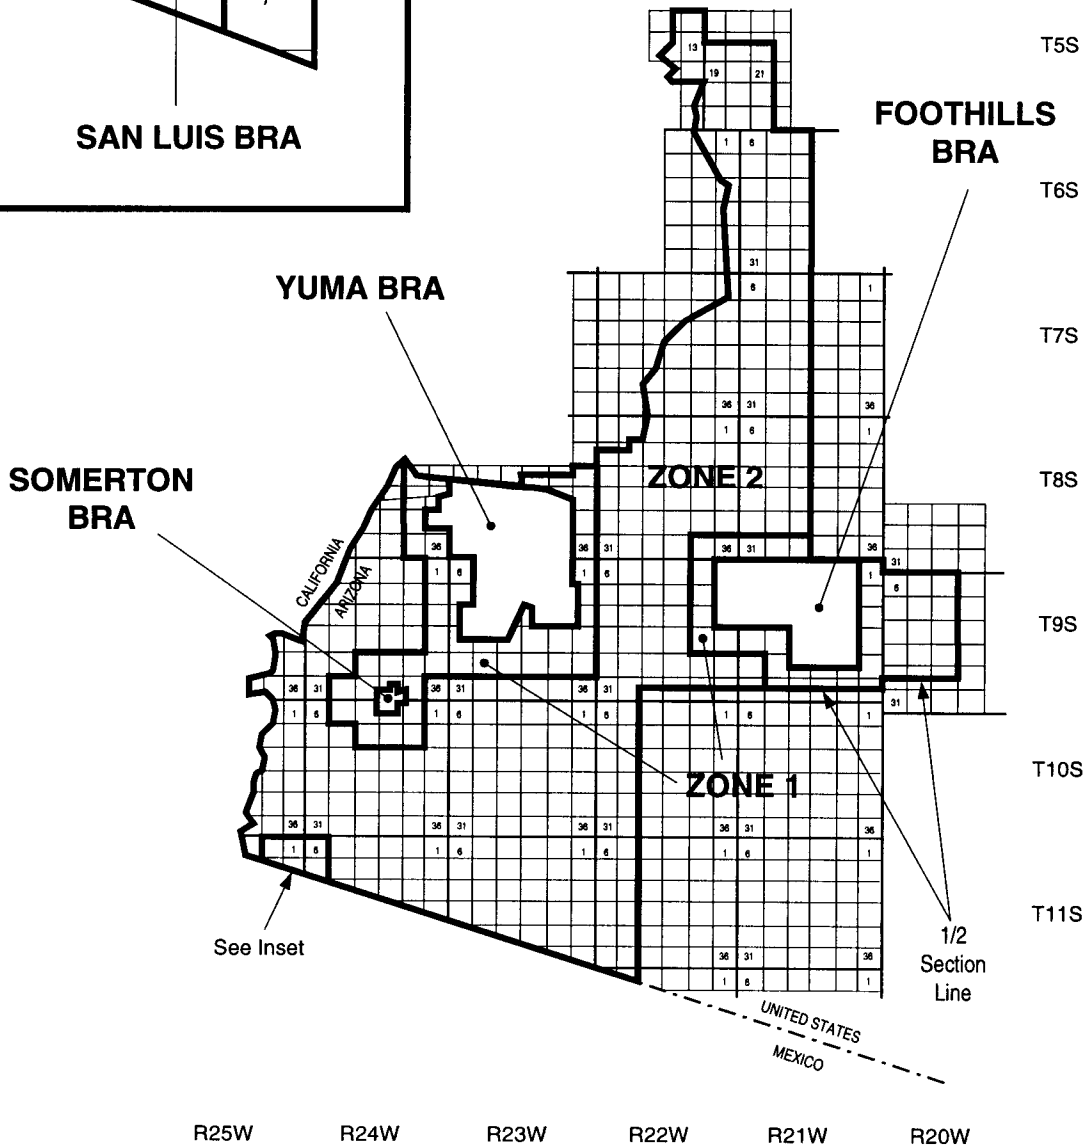 SAN LUIS BRA
T5S
13
19 21
FOOTHILLS
BRA
1 6
T6S
31
6 1
YUMA BRA
T7S
36 31 36
1 6 1
SOMERTON
BRA
ZONE 2
T8S
36 36 31 36 31 36
31
1 6 1 6 1
6
CALIFORNIA
ARIZONA
T9S
36 31 36 31 36 31
31
1 6 1 6 1 6 1 6 1
ZONE 1
T10S
36 31 36 31 36 31 36 31 36
1 6 1 6 1 6 1 6 1
T11S
See Inset
1/2
Section
Line
36 31 36
1 6 1
UNITED STATES
MEXICO
R25W R24W R23W R22W R21W R20W